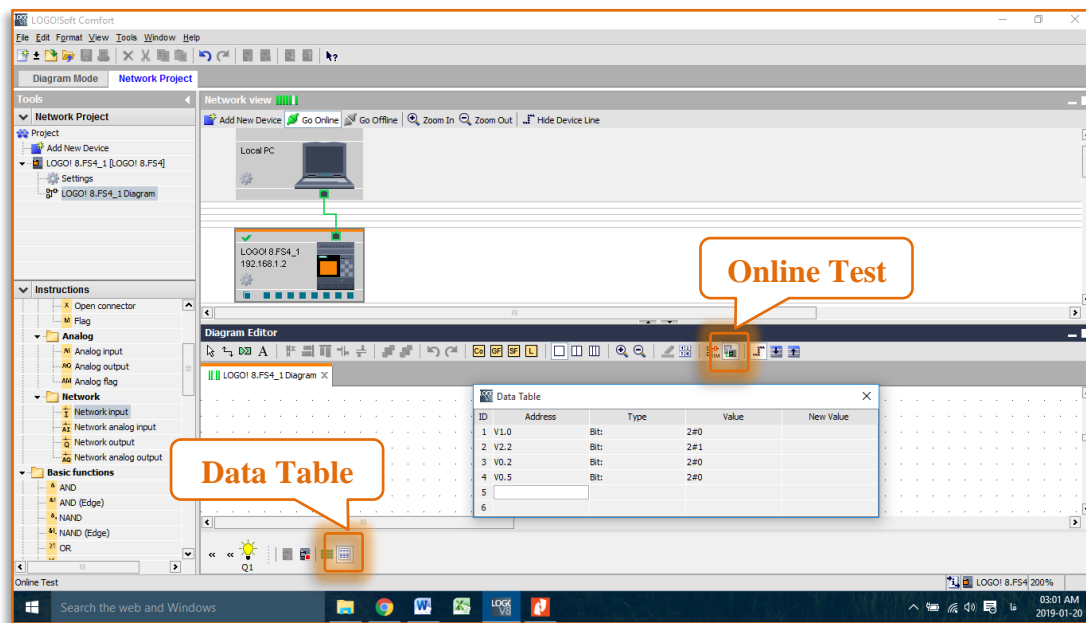 LOGO!Soft Comfort
File Edit Format View Tools Window Help
Diagram Mode Network Project
Tools
Network Project
Project
Add New Device
LOGO! 8.FS4_1 [LOGO! 8.FS4]
Settings
LOGO! 8.FS4_1 Diagram
Instructions
Open connector
M Flag
Analog
AI Analog input
AQ Analog output
AM Analog flag
Network
Network input
Network analog input
Network output
Network analog output
Basic functions
& AND
AND (Edge)
NAND
NAND (Edge)
OR
Network view
Add New Device Go Online Go Offline Zoom In Zoom Out Hide Device Line
Local PC
LOGO! 8.FS4_1
192.168.1.2
Online Test
Diagram Editor
A Co GF SF L
LOGO! 8.FS4_1 Diagram X
Data Table
ID Address Type Value New Value
1 V1.0 Bit: 2#0
2 V2.2 Bit: 2#1
3 V0.2 Bit: 2#0
4 V0.5 Bit: 2#0
5
6
Data Table
Q1
Online Test
LOGO! 8.FS4 200%
Search the web and Windows
03:01 AM
2019-01-20